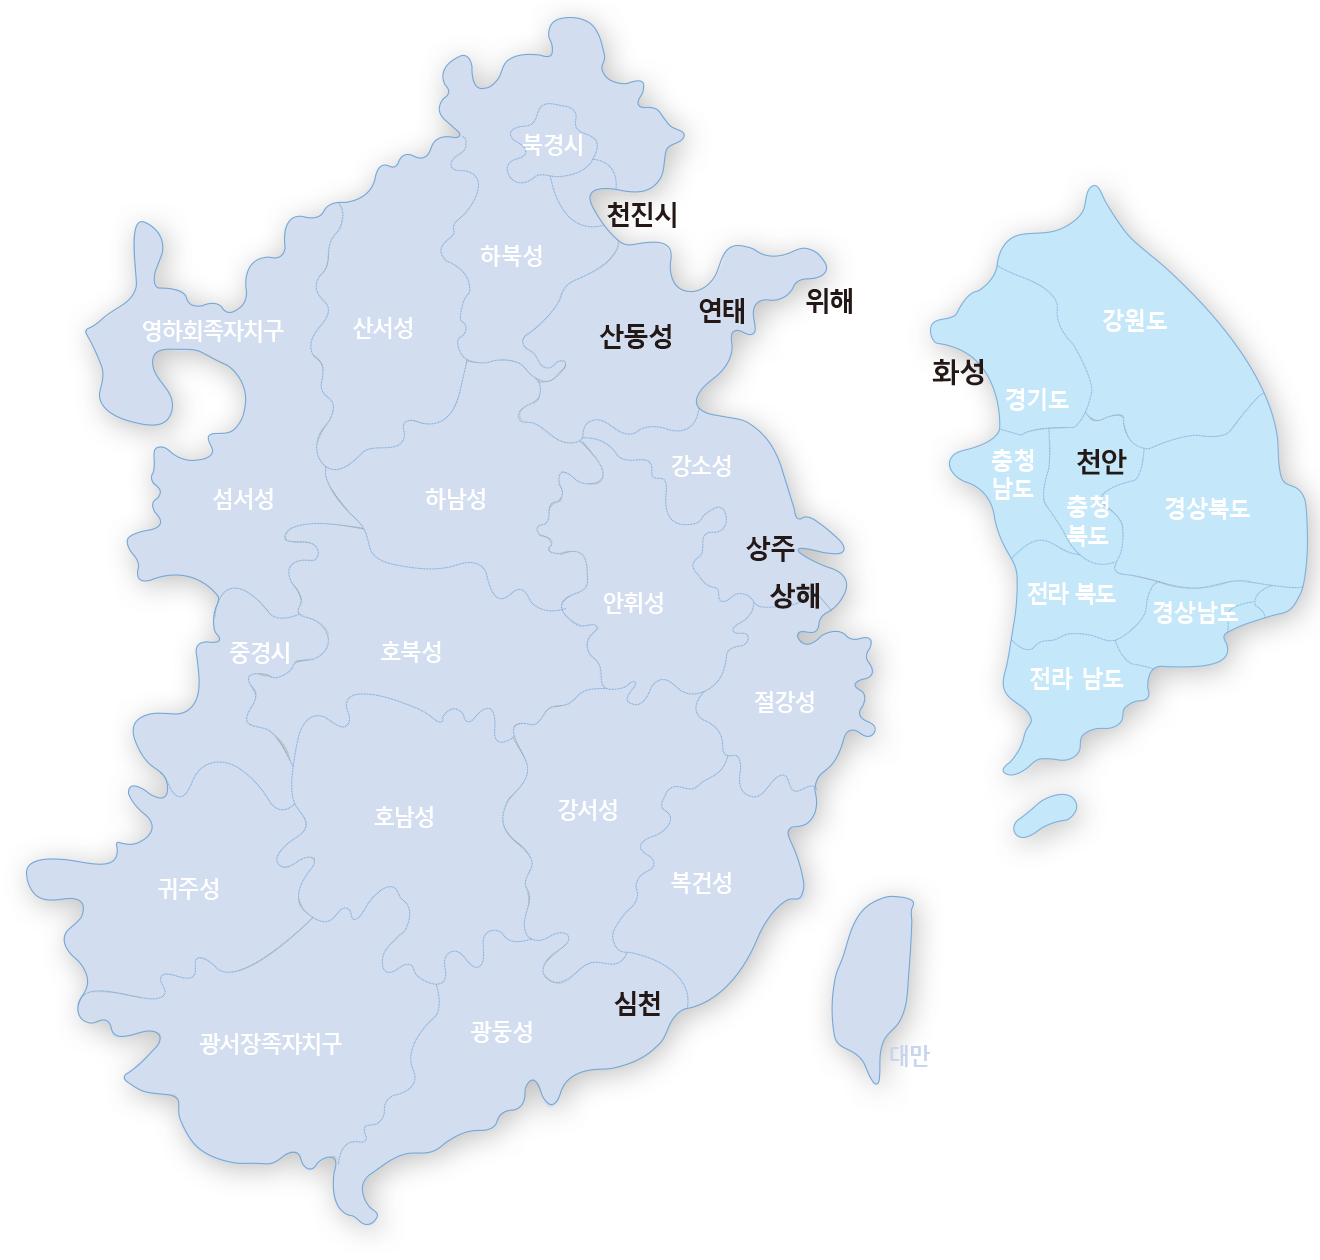 북경시
천진시
하북성
영하회족자치구
산서성
연태
위해
산동성
강소성
섬서성
하남성
상주
상해
안휘성
중경시
호북성
절강성
호남성
강서성
귀주성
복건성
심천
광서장족자치구
광둥성
대만
강원도
화성
경기도
충청
남도
천안
충청
북도
경상북도
전라 북도
경상남도
전라 남도